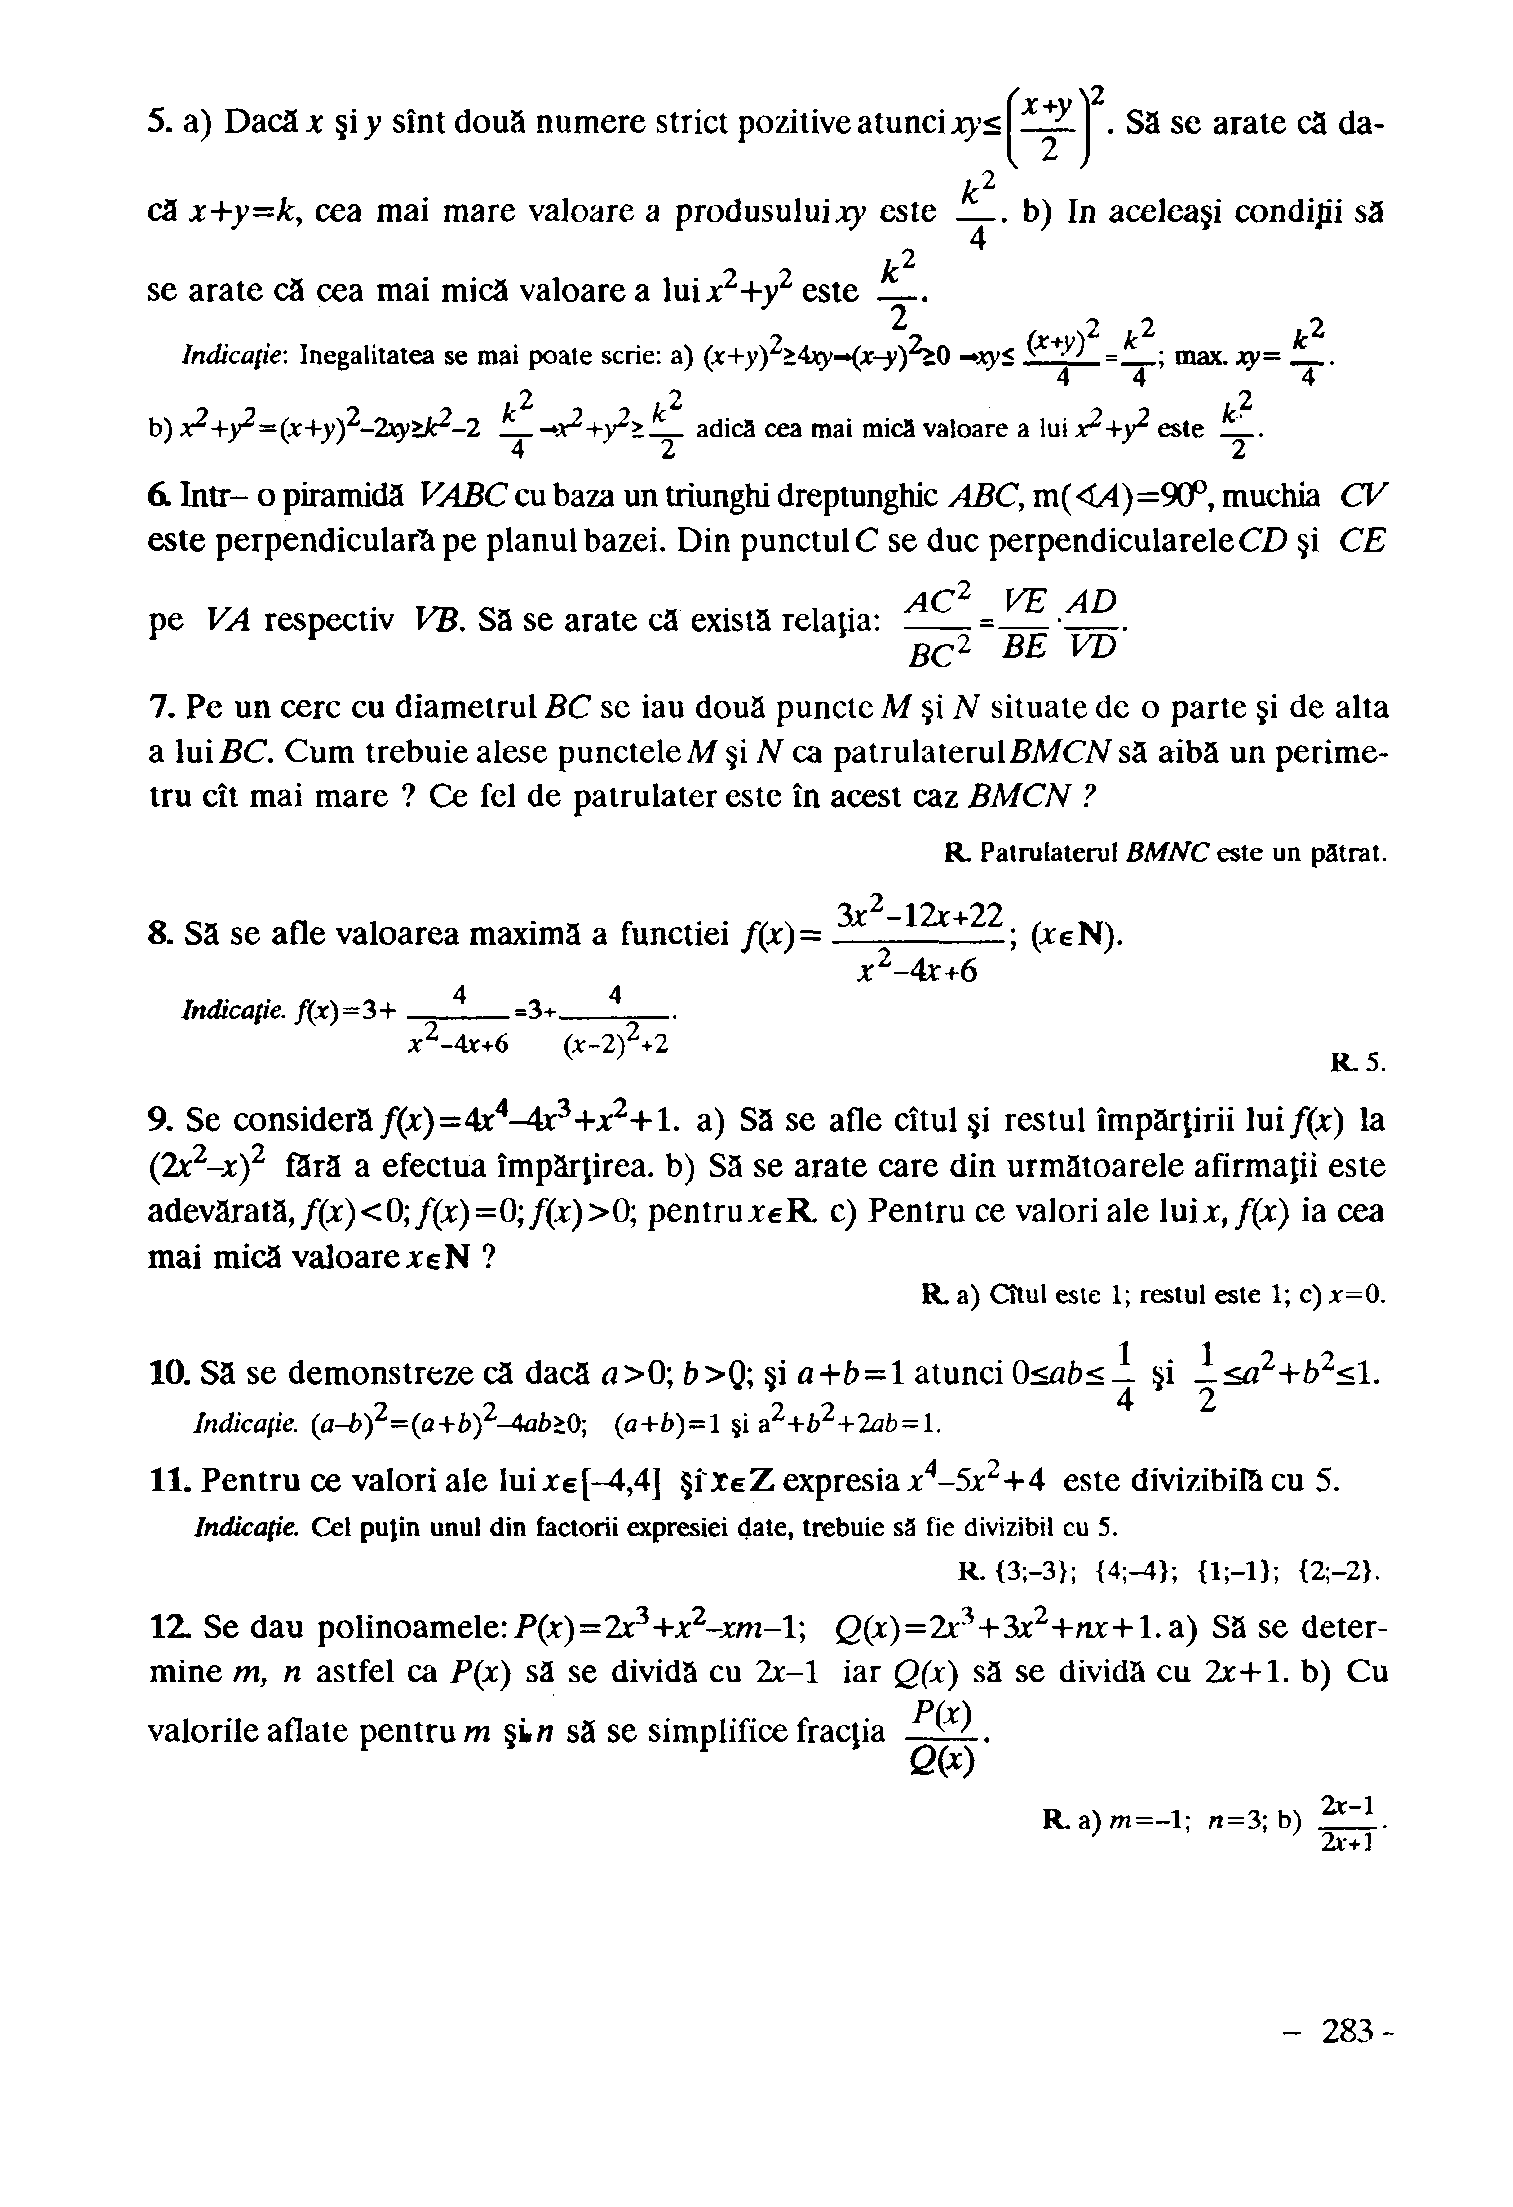 5. a) Dacă x şi y sînt două numere strict pozitive atunci xy≤((x+y)/2)². Să se arate că da-
că x+y=k, cea mai mare valoare a produsului xy este k²/4. b) In aceleaşi condiţii să
se arate că cea mai mică valoare a lui x²+y² este k²/2.
Indicaţie: Inegalitatea se mai poate scrie: a) (x+y)²≥4xy→(x–y)²≥0 →xy≤ (x+y)²/4 = k²/4; max. xy= k²/4.
b) x²+y²=(x+y)²–2xy≥k²–2 k²/4 →x²+y²≥ k²/2 adică cea mai mică valoare a lui x²+y² este k²/2.
6. Intr– o piramidă VABC cu baza un triunghi dreptunghic ABC, m(∢A)=90°, muchia CV
este perpendiculară pe planul bazei. Din punctul C se duc perpendicularele CD şi CE
pe VA respectiv VB. Să se arate că există relaţia: AC²/BC² = VE/BE · AD/VD.
7. Pe un cerc cu diametrul BC se iau două puncte M şi N situate de o parte şi de alta
a lui BC. Cum trebuie alese punctele M şi N ca patrulaterul BMCN să aibă un perime-
tru cît mai mare ? Ce fel de patrulater este în acest caz BMCN ?
R. Patrulaterul BMNC este un pătrat.
8. Să se afle valoarea maximă a functiei f(x)= (3x²–12x+22)/(x²–4x+6); (x∈N).
Indicaţie. f(x)=3+ 4/(x²–4x+6) =3+ 4/((x–2)²+2).
R. 5.
9. Se consideră f(x)=4x⁴–4x³+x²+1. a) Să se afle cîtul şi restul împărţirii lui f(x) la
(2x²–x)² fără a efectua împărţirea. b) Să se arate care din următoarele afirmaţii este
adevărată, f(x)<0; f(x)=0; f(x)>0; pentru x∈R. c) Pentru ce valori ale lui x, f(x) ia cea
mai mică valoare x∈N ?
R. a) Cîtul este 1; restul este 1; c) x=0.
10. Să se demonstreze că dacă a>0; b>0; şi a+b=1 atunci 0≤ab≤ 1/4 şi 1/2 ≤a²+b²≤1.
Indicaţie. (a–b)²=(a+b)²–4ab≥0; (a+b)=1 şi a²+b²+2ab=1.
11. Pentru ce valori ale lui x∈[–4,4] şi x∈Z expresia x⁴–5x²+4 este divizibilă cu 5.
Indicaţie. Cel puţin unul din factorii expresiei date, trebuie să fie divizibil cu 5.
R. {3;–3}; {4;–4}; {1;–1}; {2;–2}.
12. Se dau polinoamele: P(x)=2x³+x²–xm–1; Q(x)=2x³+3x²+nx+1. a) Să se deter-
mine m, n astfel ca P(x) să se dividă cu 2x–1 iar Q(x) să se dividă cu 2x+1. b) Cu
valorile aflate pentru m şi n să se simplifice fracţia P(x)/Q(x).
R. a) m=–1; n=3; b) (2x–1)/(2x+1).
– 283 -